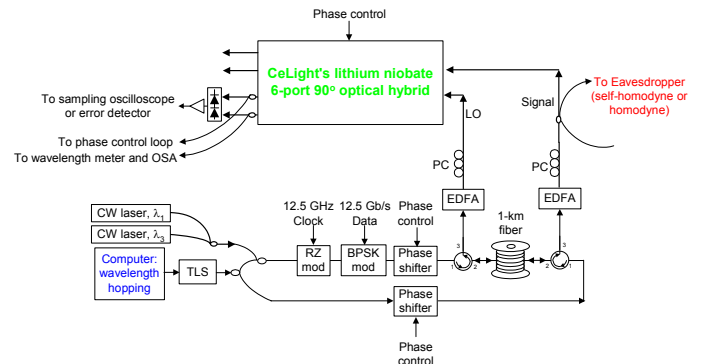 Phase control
CeLight's lithium niobate
6-port 90º optical hybrid
To Eavesdropper
(self-homodyne or
homodyne)
Signal
LO
To sampling oscilloscope
or error detector
To phase control loop
To wavelength meter and OSA
PC
PC
EDFA
EDFA
12.5 GHz
Clock
12.5 Gb/s
Data
Phase
control
1-km
fiber
CW laser, λ1
CW laser, λ3
Computer:
wavelength
hopping
TLS
RZ
mod
BPSK
mod
Phase
shifter
1
2
3
2
1
3
Phase
shifter
Phase
control